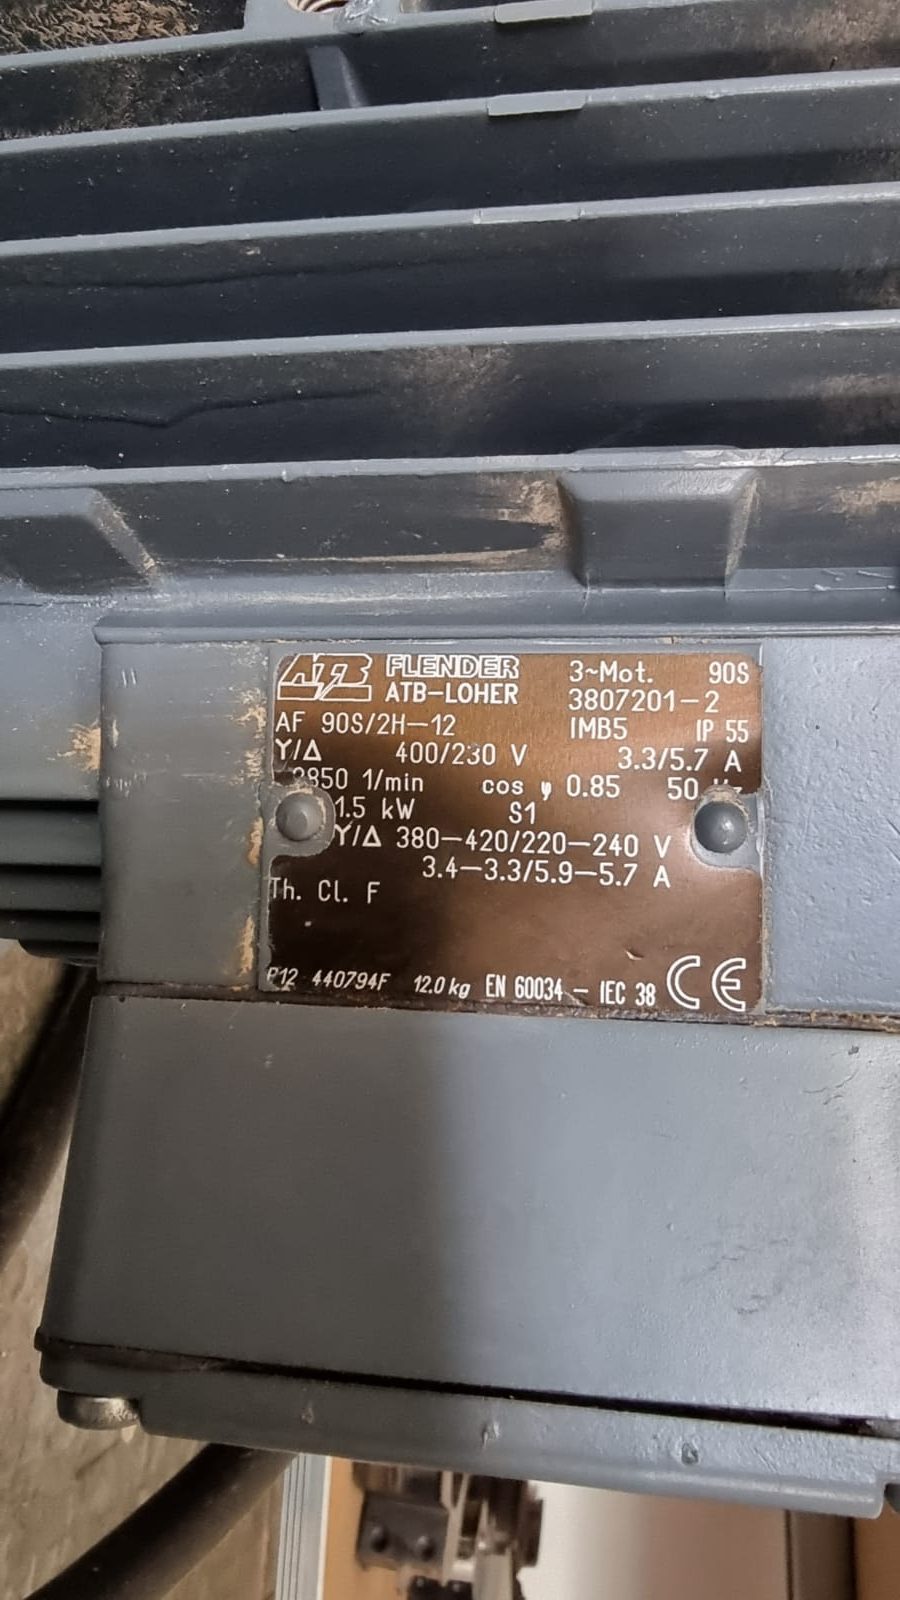 ATB FLENDER 3~Mot. 90S
ATB-LOHER 3807201-2
AF 90S/2H-12 IMB5 IP 55
Y/Δ 400/230 V 3.3/5.7 A
2850 1/min cos φ 0.85 50 Hz
1.5 kW S1
Y/Δ 380-420/220-240 V
3.4-3.3/5.9-5.7 A
Th. Cl. F
P12 440794F 12.0 kg EN 60034 - IEC 38 CE